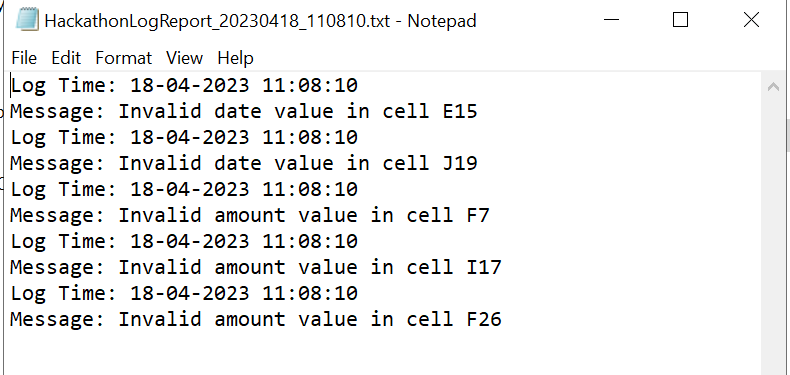 HackathonLogReport_20230418_110810.txt - Notepad
File Edit Format View Help
Log Time: 18-04-2023 11:08:10
Message: Invalid date value in cell E15
Log Time: 18-04-2023 11:08:10
Message: Invalid date value in cell J19
Log Time: 18-04-2023 11:08:10
Message: Invalid amount value in cell F7
Log Time: 18-04-2023 11:08:10
Message: Invalid amount value in cell I17
Log Time: 18-04-2023 11:08:10
Message: Invalid amount value in cell F26